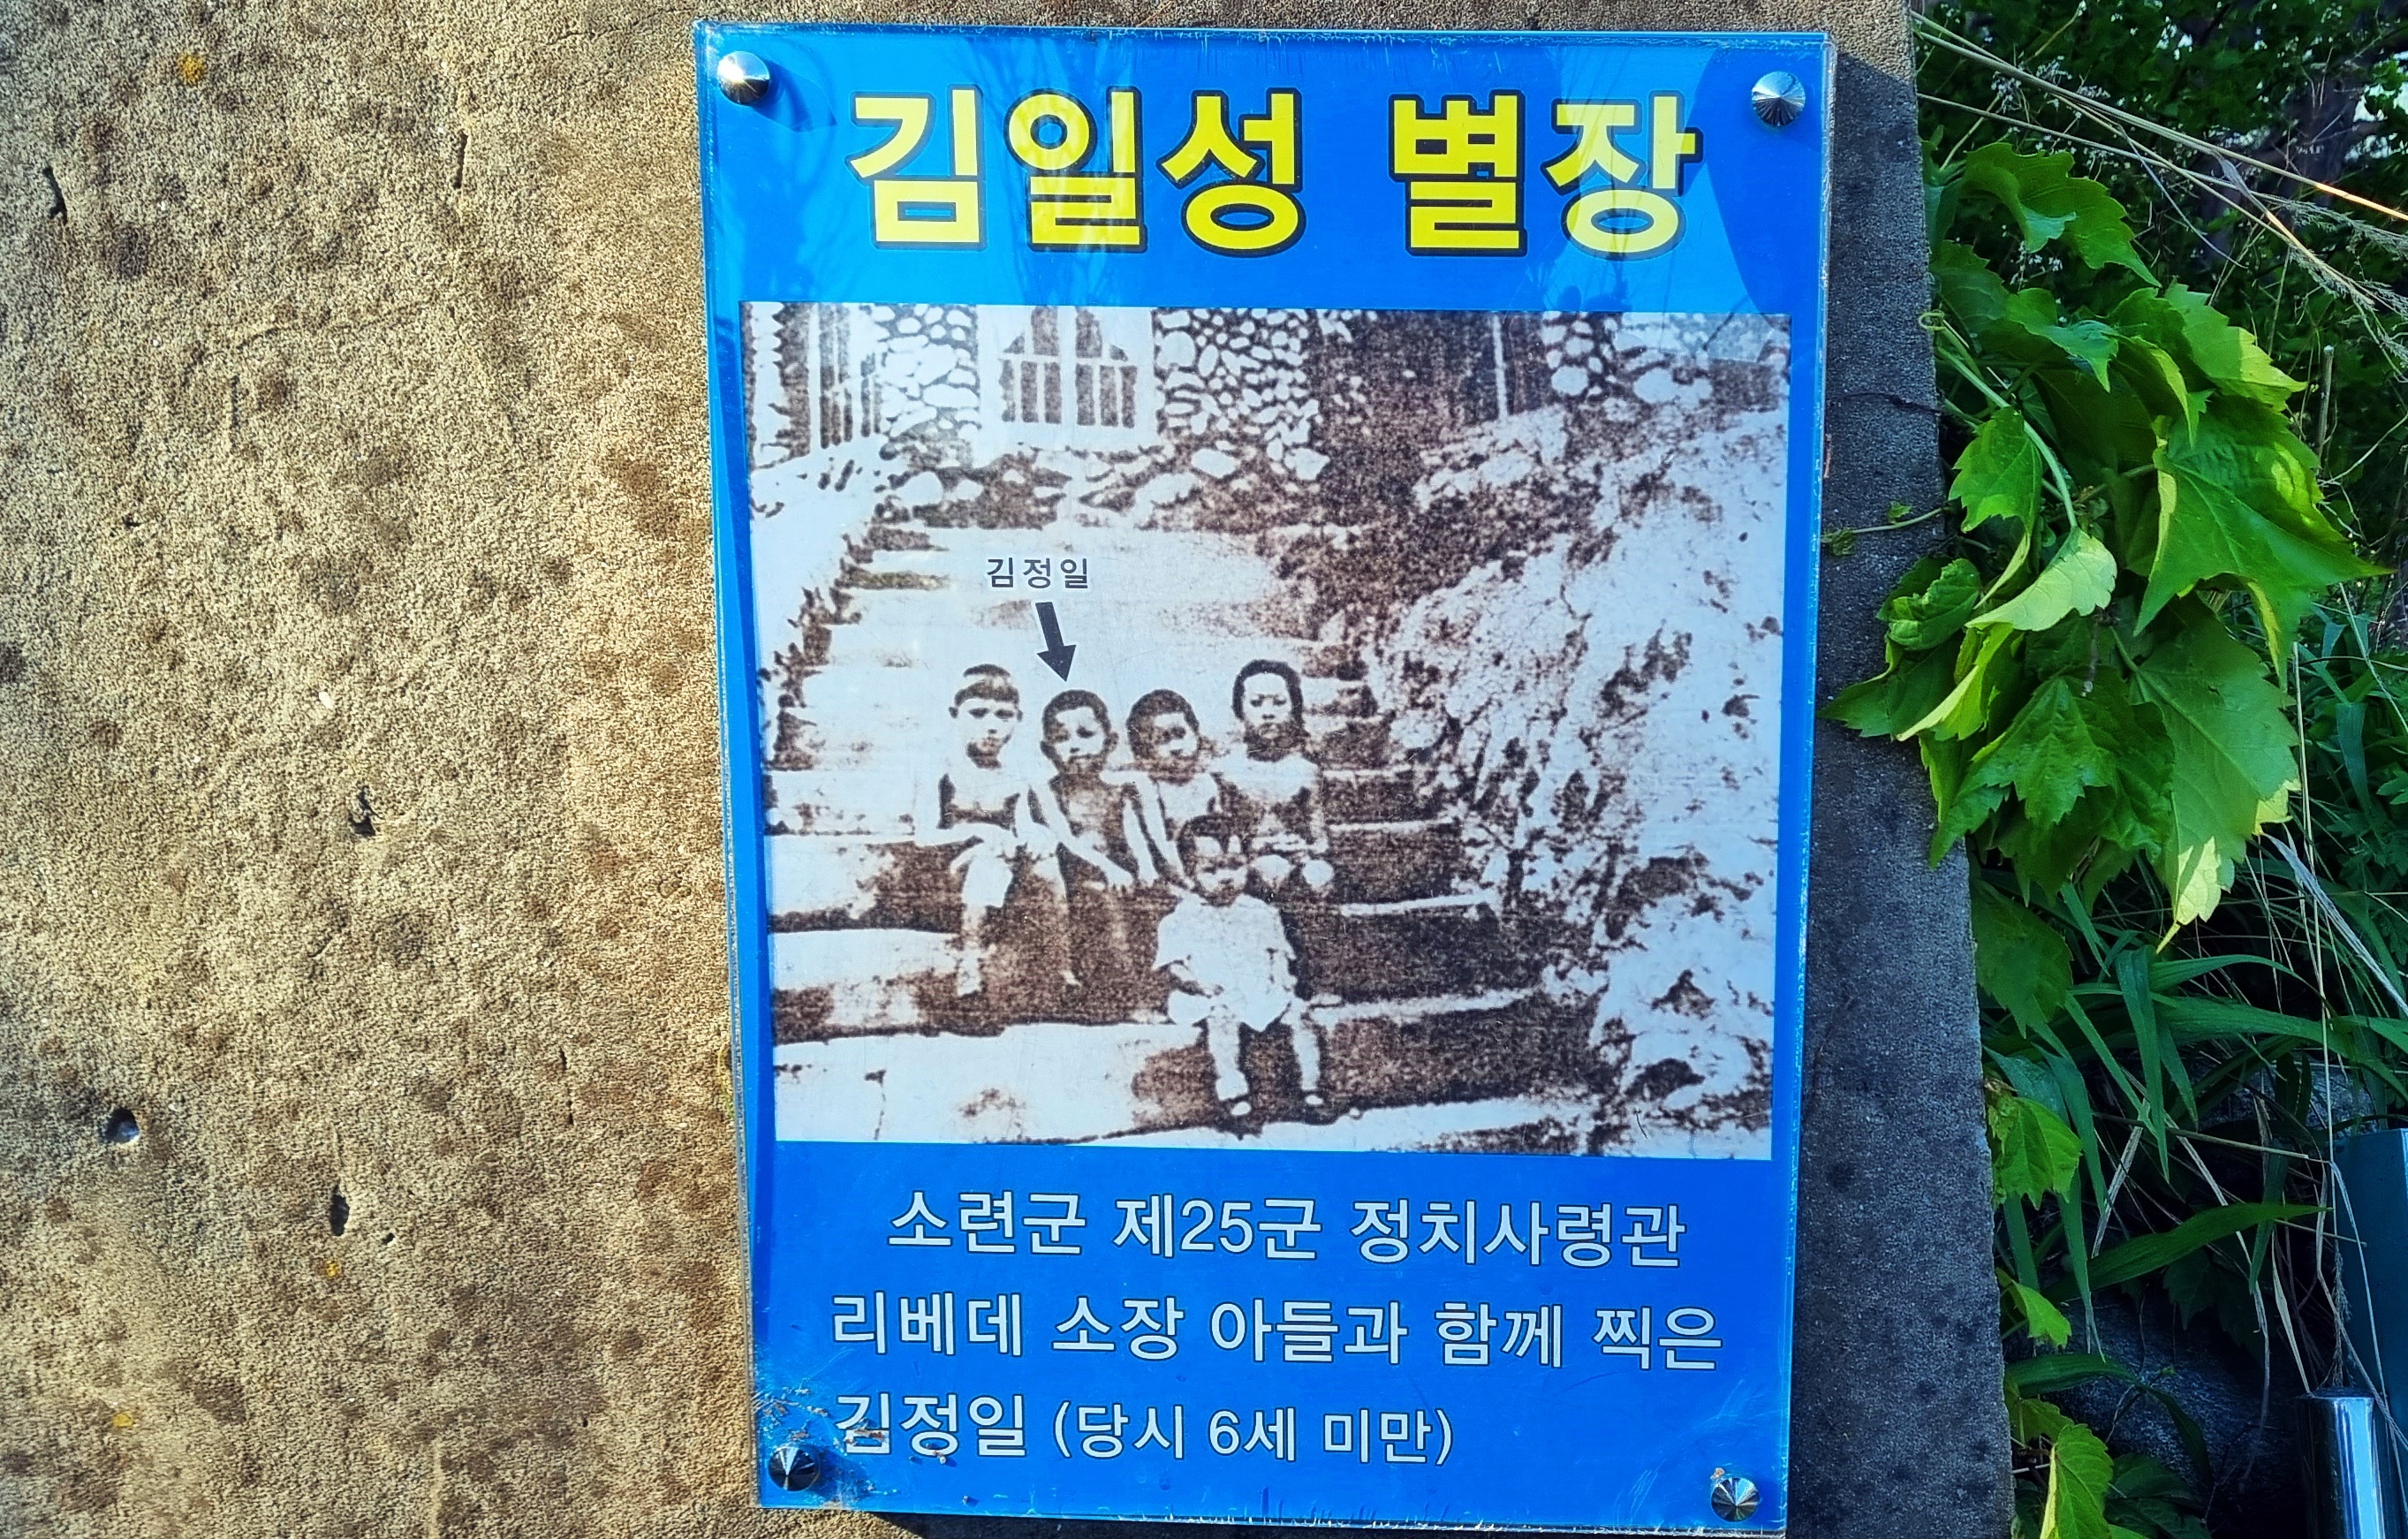 김일성 별장
김정일
소련군 제25군 정치사령관
리베데 소장 아들과 함께 찍은
김정일 (당시 6세 미만)